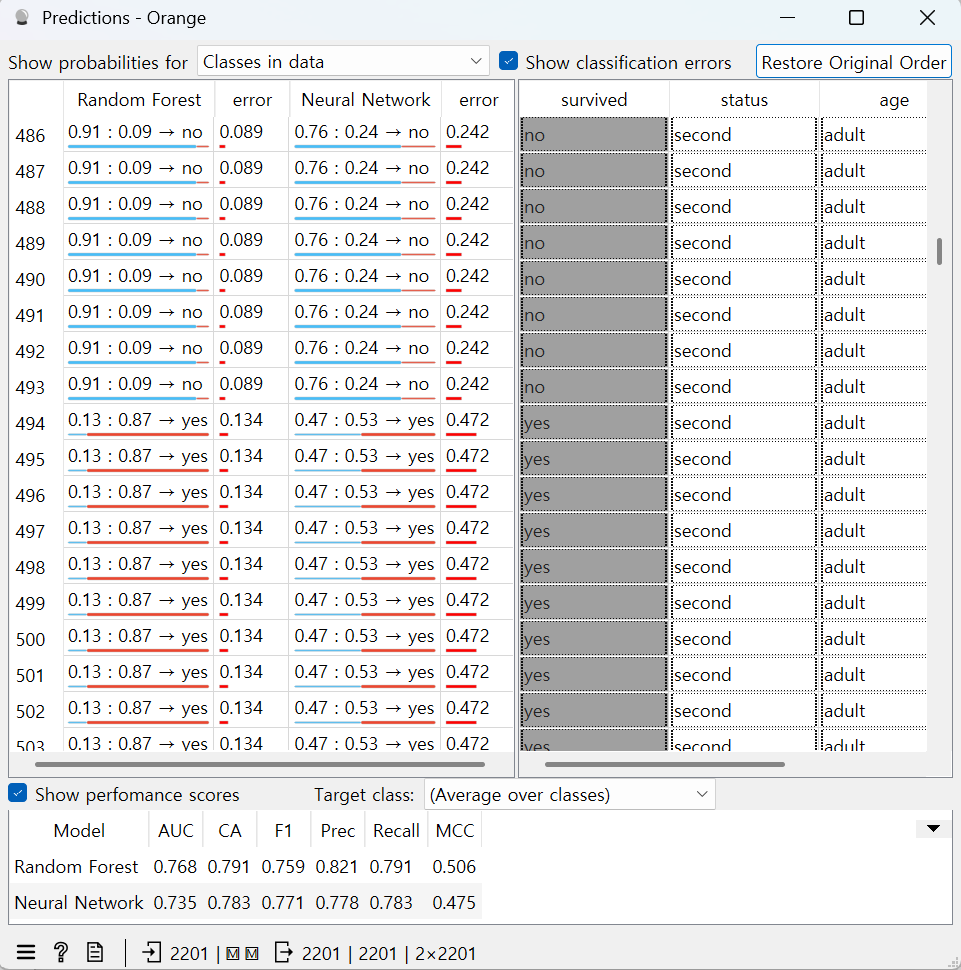 Predictions - Orange
Show probabilities for Classes in data Show classification errors Restore Original Order
Random Forest error Neural Network error survived status age
486 0.91 : 0.09 → no 0.089 0.76 : 0.24 → no 0.242 no second adult
487 0.91 : 0.09 → no 0.089 0.76 : 0.24 → no 0.242 no second adult
488 0.91 : 0.09 → no 0.089 0.76 : 0.24 → no 0.242 no second adult
489 0.91 : 0.09 → no 0.089 0.76 : 0.24 → no 0.242 no second adult
490 0.91 : 0.09 → no 0.089 0.76 : 0.24 → no 0.242 no second adult
491 0.91 : 0.09 → no 0.089 0.76 : 0.24 → no 0.242 no second adult
492 0.91 : 0.09 → no 0.089 0.76 : 0.24 → no 0.242 no second adult
493 0.91 : 0.09 → no 0.089 0.76 : 0.24 → no 0.242 no second adult
494 0.13 : 0.87 → yes 0.134 0.47 : 0.53 → yes 0.472 yes second adult
495 0.13 : 0.87 → yes 0.134 0.47 : 0.53 → yes 0.472 yes second adult
496 0.13 : 0.87 → yes 0.134 0.47 : 0.53 → yes 0.472 yes second adult
497 0.13 : 0.87 → yes 0.134 0.47 : 0.53 → yes 0.472 yes second adult
498 0.13 : 0.87 → yes 0.134 0.47 : 0.53 → yes 0.472 yes second adult
499 0.13 : 0.87 → yes 0.134 0.47 : 0.53 → yes 0.472 yes second adult
500 0.13 : 0.87 → yes 0.134 0.47 : 0.53 → yes 0.472 yes second adult
501 0.13 : 0.87 → yes 0.134 0.47 : 0.53 → yes 0.472 yes second adult
502 0.13 : 0.87 → yes 0.134 0.47 : 0.53 → yes 0.472 yes second adult
503 0.13 : 0.87 → yes 0.134 0.47 : 0.53 → yes 0.472 yes second adult
Show perfomance scores Target class: (Average over classes)
Model AUC CA F1 Prec Recall MCC
Random Forest 0.768 0.791 0.759 0.821 0.791 0.506
Neural Network 0.735 0.783 0.771 0.778 0.783 0.475
? 2201 | M M 2201 | 2201 | 2×2201